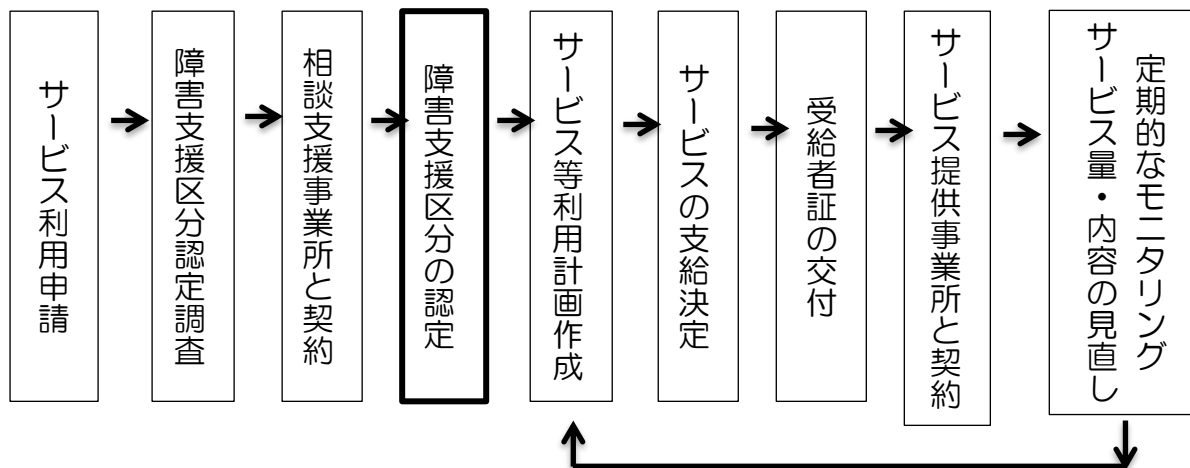 サービス利用申請
障害支援区分認定調査
相談支援事業所と契約
障害支援区分の認定
サービス等利用計画作成
サービスの支給決定
受給者証の交付
サービス提供事業所と契約
定期的なモニタリング
サービス量・内容の見直し